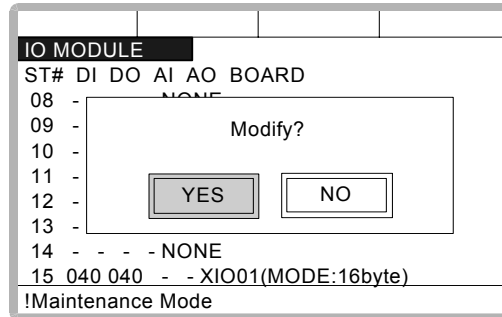 IO MODULE
ST# DI DO AI AO BOARD
08 -
09 -
10 -
11 -
12 -
13 -
Modify?
YES NO
14 - - - - NONE
15 040 040 - - XIO01(MODE:16byte)
!Maintenance Mode